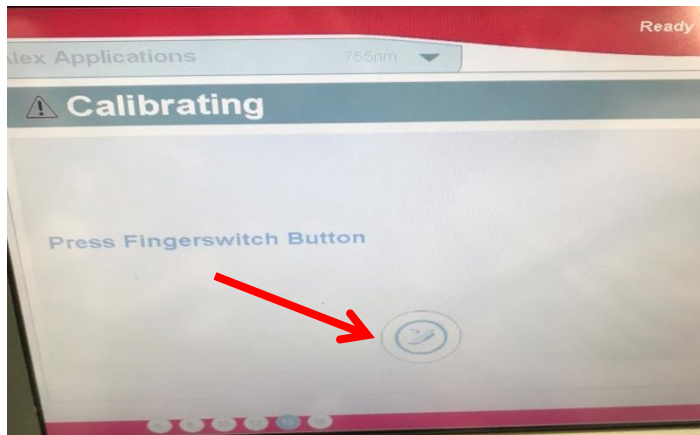 Ready
Alex Applications
755nm
Calibrating
Press Fingerswitch Button